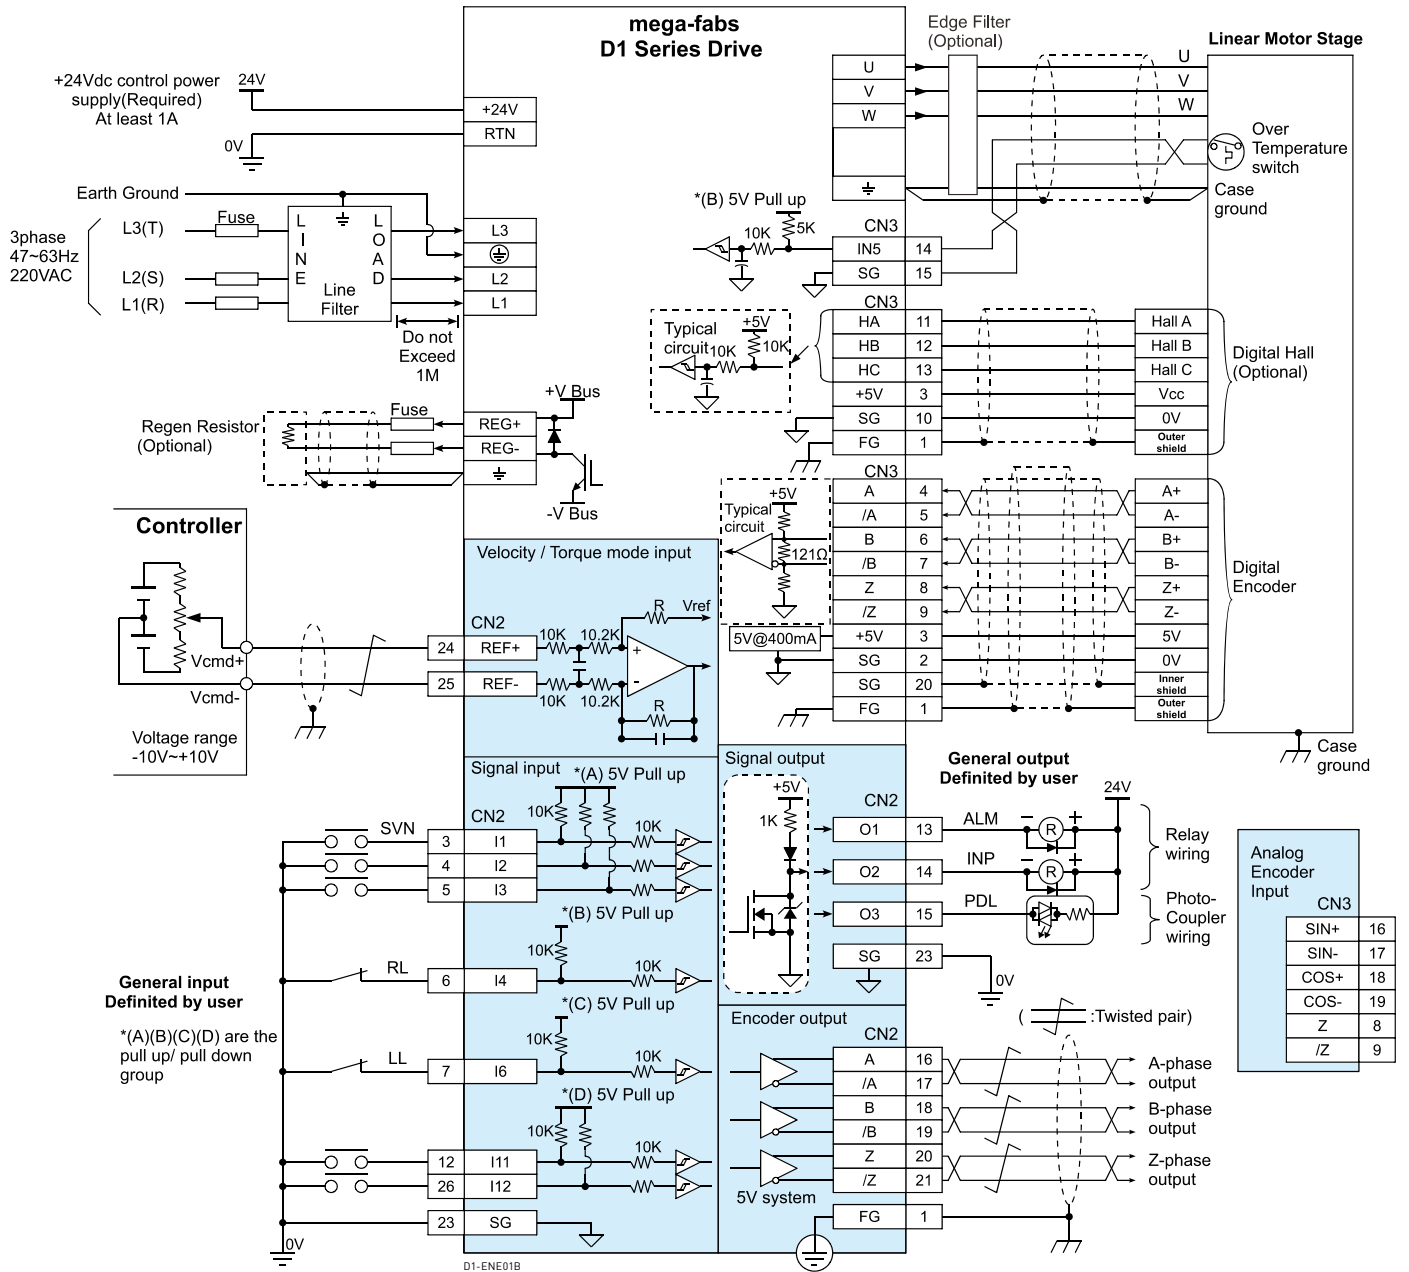 mega-fabs
D1 Series Drive
Edge Filter
(Optional)
Linear Motor Stage
+24Vdc control power
supply(Required)
At least 1A
24V
0V
+24V
RTN
U
V
W
U
V
W
Over
Temperature
switch
Case
ground
Earth Ground
3phase
47~63Hz
220VAC
L3(T)
L2(S)
L1(R)
Fuse
L
I
N
E
L
O
A
D
Line
Filter
L3
L2
L1
Do not
Exceed
1M
*(B) 5V Pull up
10K
5K
CN3
IN5 14
SG 15
Typical
circuit
+5V
10K
10K
CN3
HA 11
HB 12
HC 13
+5V 3
SG 10
FG 1
Hall A
Hall B
Hall C
Vcc
0V
Outer
shield
Digital Hall
(Optional)
Regen Resistor
(Optional)
Fuse
REG+
REG-
+V Bus
-V Bus
Typical
circuit
+5V
121Ω
5V@400mA
CN3
A 4
/A 5
B 6
/B 7
Z 8
/Z 9
+5V 3
SG 2
SG 20
FG 1
A+
A-
B+
B-
Z+
Z-
5V
0V
Inner
shield
Outer
shield
Digital
Encoder
Case
ground
Controller
Vcmd+
Vcmd-
Voltage range
-10V~+10V
Velocity / Torque mode input
CN2
24 REF+
25 REF-
10K
10.2K
10K
10.2K
R
Vref
+
-
R
Signal input
*(A) 5V Pull up
CN2
10K
10K
SVN
3 I1
4 I2
5 I3
*(B) 5V Pull up
10K
10K
RL
6 I4
*(C) 5V Pull up
10K
10K
LL
7 I6
*(D) 5V Pull up
10K
10K
12 I11
26 I12
23 SG
0V
General input
Definited by user
*(A)(B)(C)(D) are the
pull up/ pull down
group
Signal output
+5V
1K
CN2
O1 13
O2 14
O3 15
SG 23
General output
Definited by user
24V
ALM
INP
PDL
- R +
- R +
0V
Relay
wiring
Photo-
Coupler
wiring
Analog
Encoder
Input
CN3
SIN+ 16
SIN- 17
COS+ 18
COS- 19
Z 8
/Z 9
Encoder output
CN2
A 16
/A 17
B 18
/B 19
Z 20
/Z 21
FG 1
5V system
( :Twisted pair)
A-phase
output
B-phase
output
Z-phase
output
D1-ENE01B